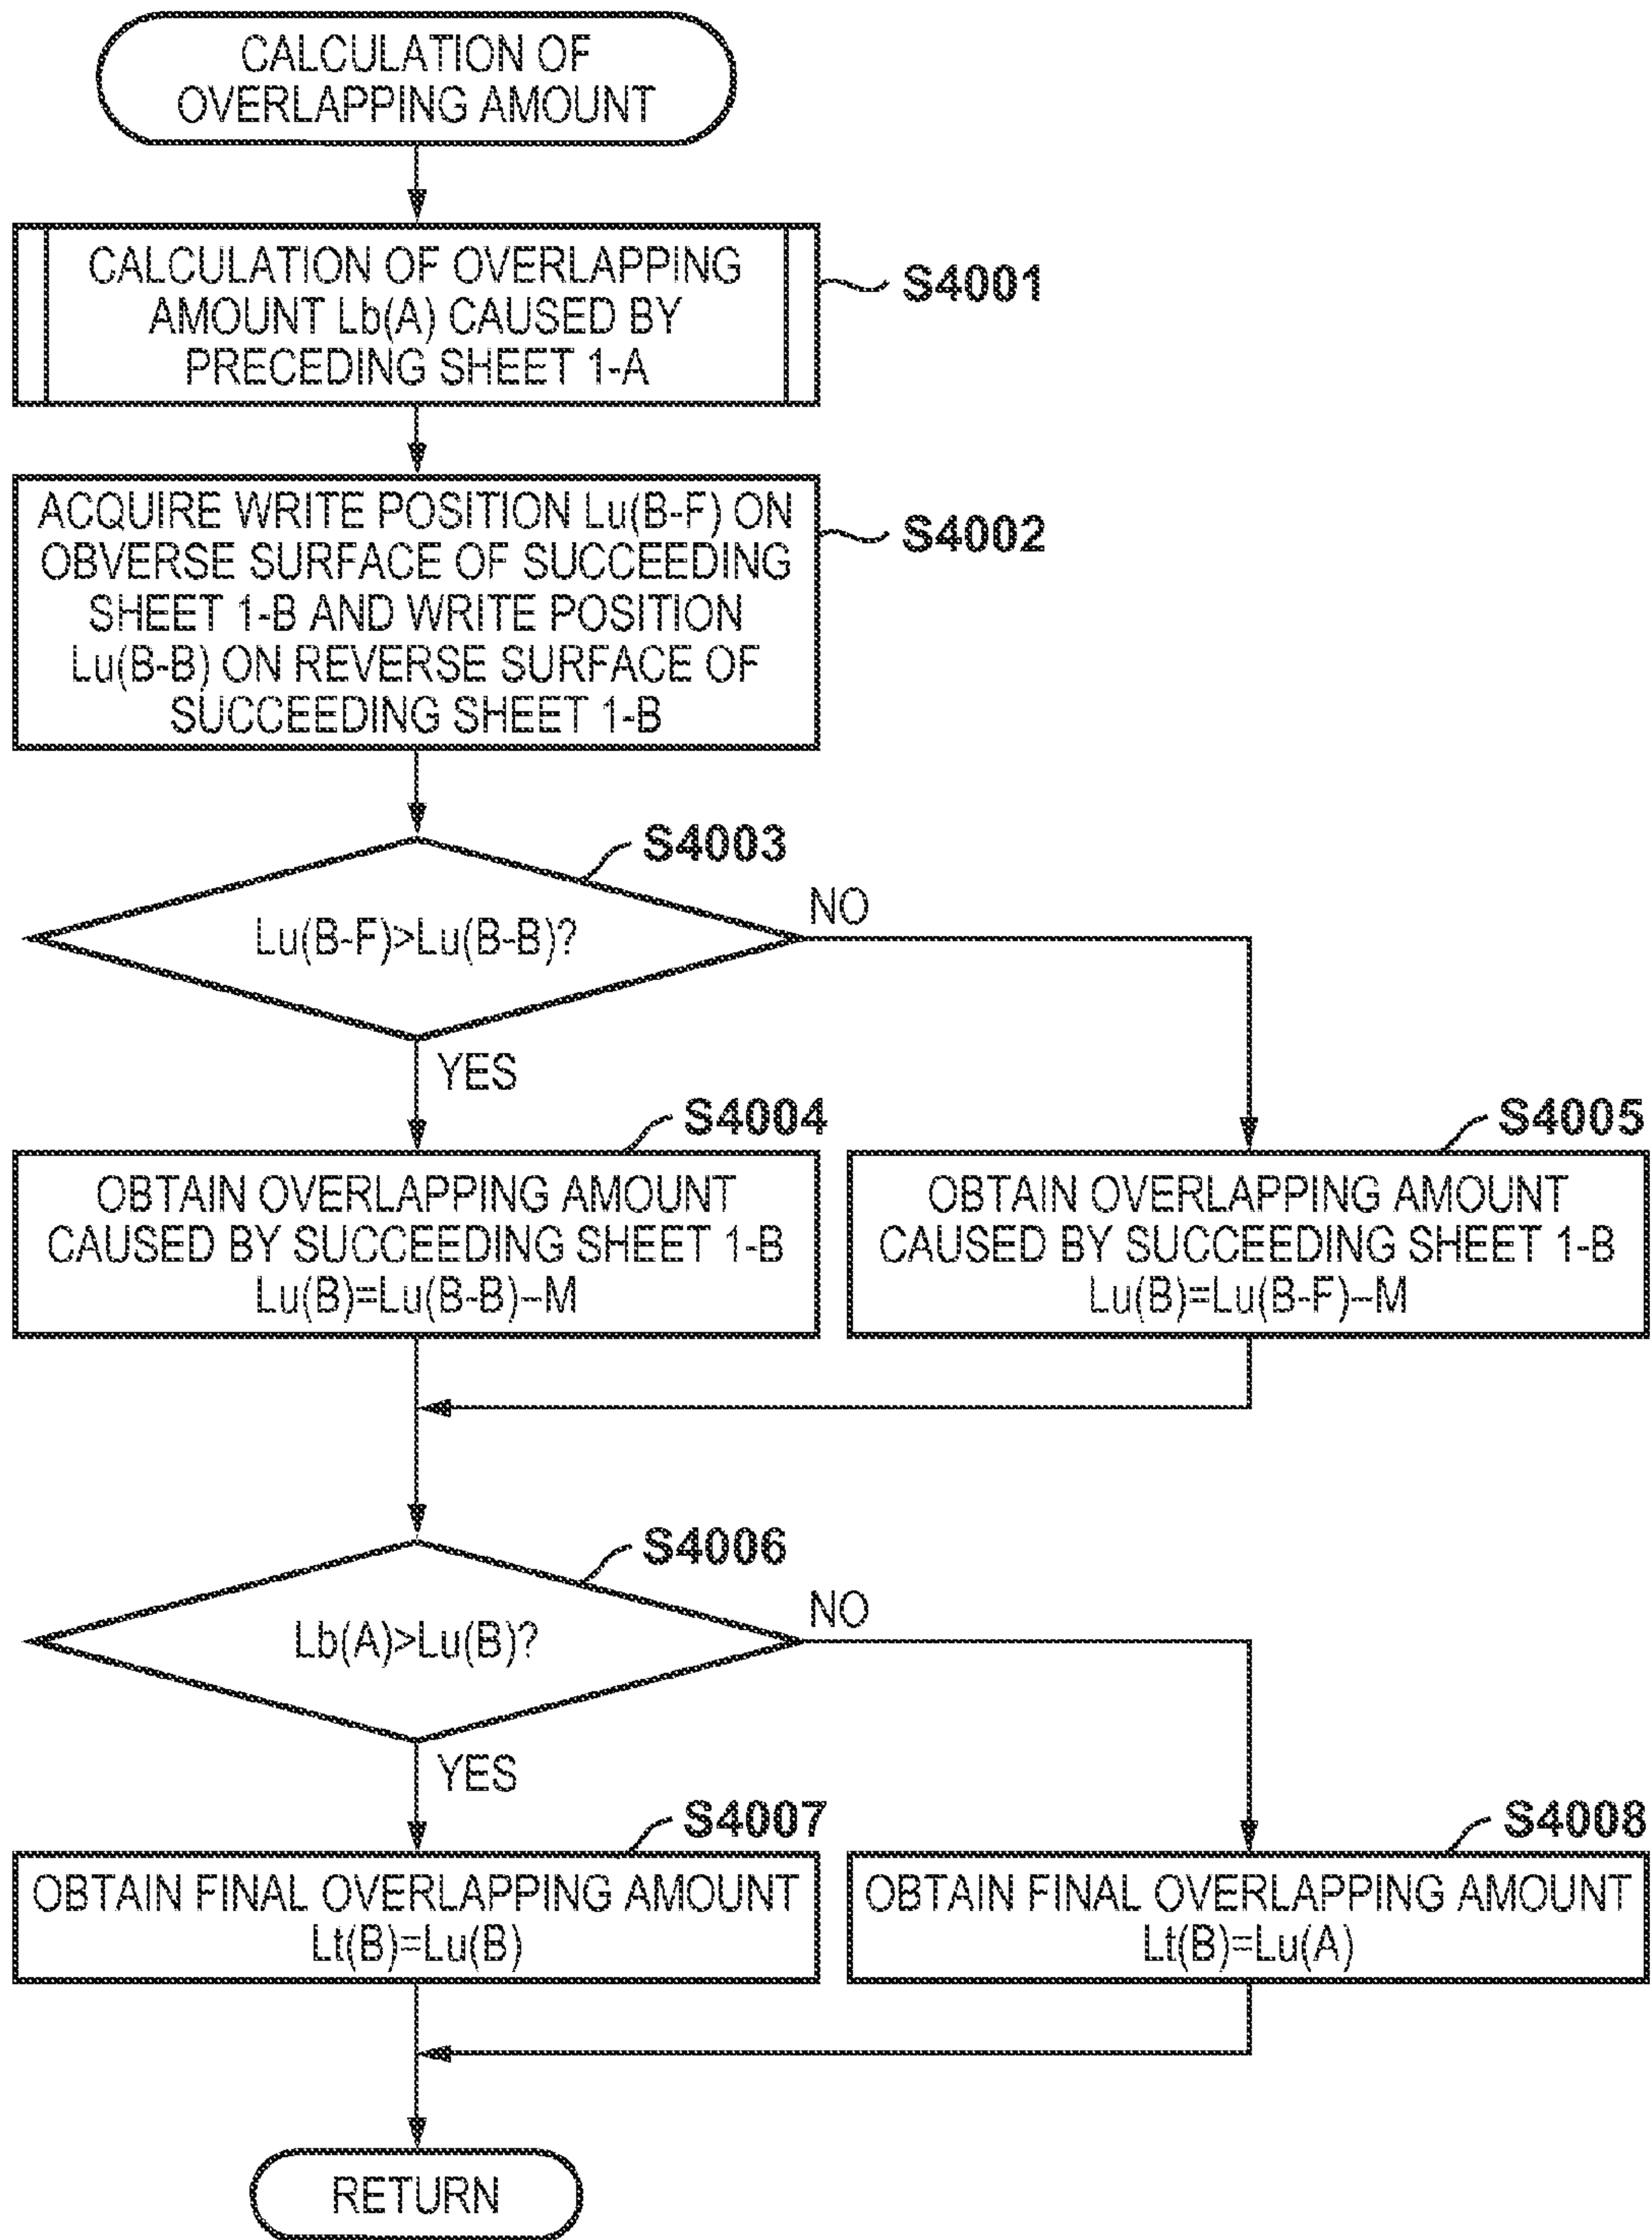 CALCULATION OF
OVERLAPPING AMOUNT
CALCULATION OF OVERLAPPING
AMOUNT Lb(A) CAUSED BY
PRECEDING SHEET 1-A
S4001
ACQUIRE WRITE POSITION Lu(B-F) ON
OBVERSE SURFACE OF SUCCEEDING
SHEET 1-B AND WRITE POSITION
Lu(B-B) ON REVERSE SURFACE OF
SUCCEEDING SHEET 1-B
S4002
S4003
Lu(B-F)>Lu(B-B)?
NO
YES
S4004
OBTAIN OVERLAPPING AMOUNT
CAUSED BY SUCCEEDING SHEET 1-B
Lu(B)=Lu(B-B)–M
S4005
OBTAIN OVERLAPPING AMOUNT
CAUSED BY SUCCEEDING SHEET 1-B
Lu(B)=Lu(B-F)–M
S4006
Lb(A)>Lu(B)?
NO
YES
S4007
OBTAIN FINAL OVERLAPPING AMOUNT
Lt(B)=Lu(B)
S4008
OBTAIN FINAL OVERLAPPING AMOUNT
Lt(B)=Lu(A)
RETURN